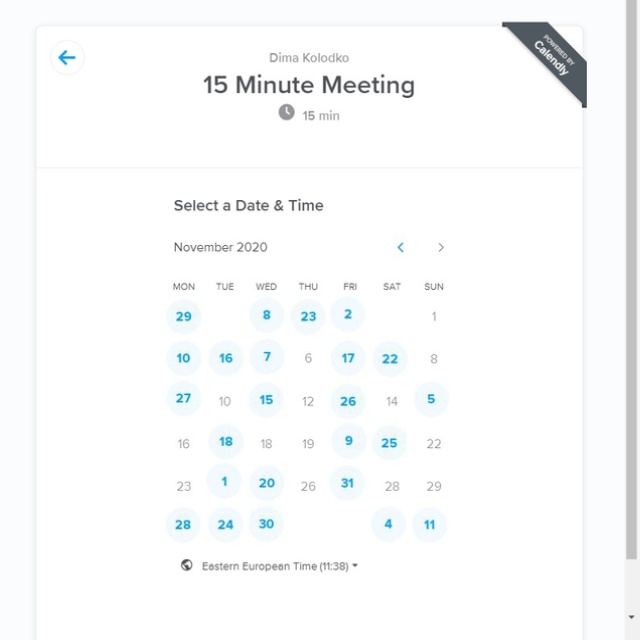 POWERED BY
Calendly
Dima Kolodko
15 Minute Meeting
15 min
Select a Date & Time
November 2020
MON TUE WED THU FRI SAT SUN
29 8 23 2 1
10 16 7 6 17 22 8
27 10 15 12 26 14 5
16 18 18 19 9 25 22
23 1 20 26 31 28 29
28 24 30 4 11
Eastern European Time (11:38)